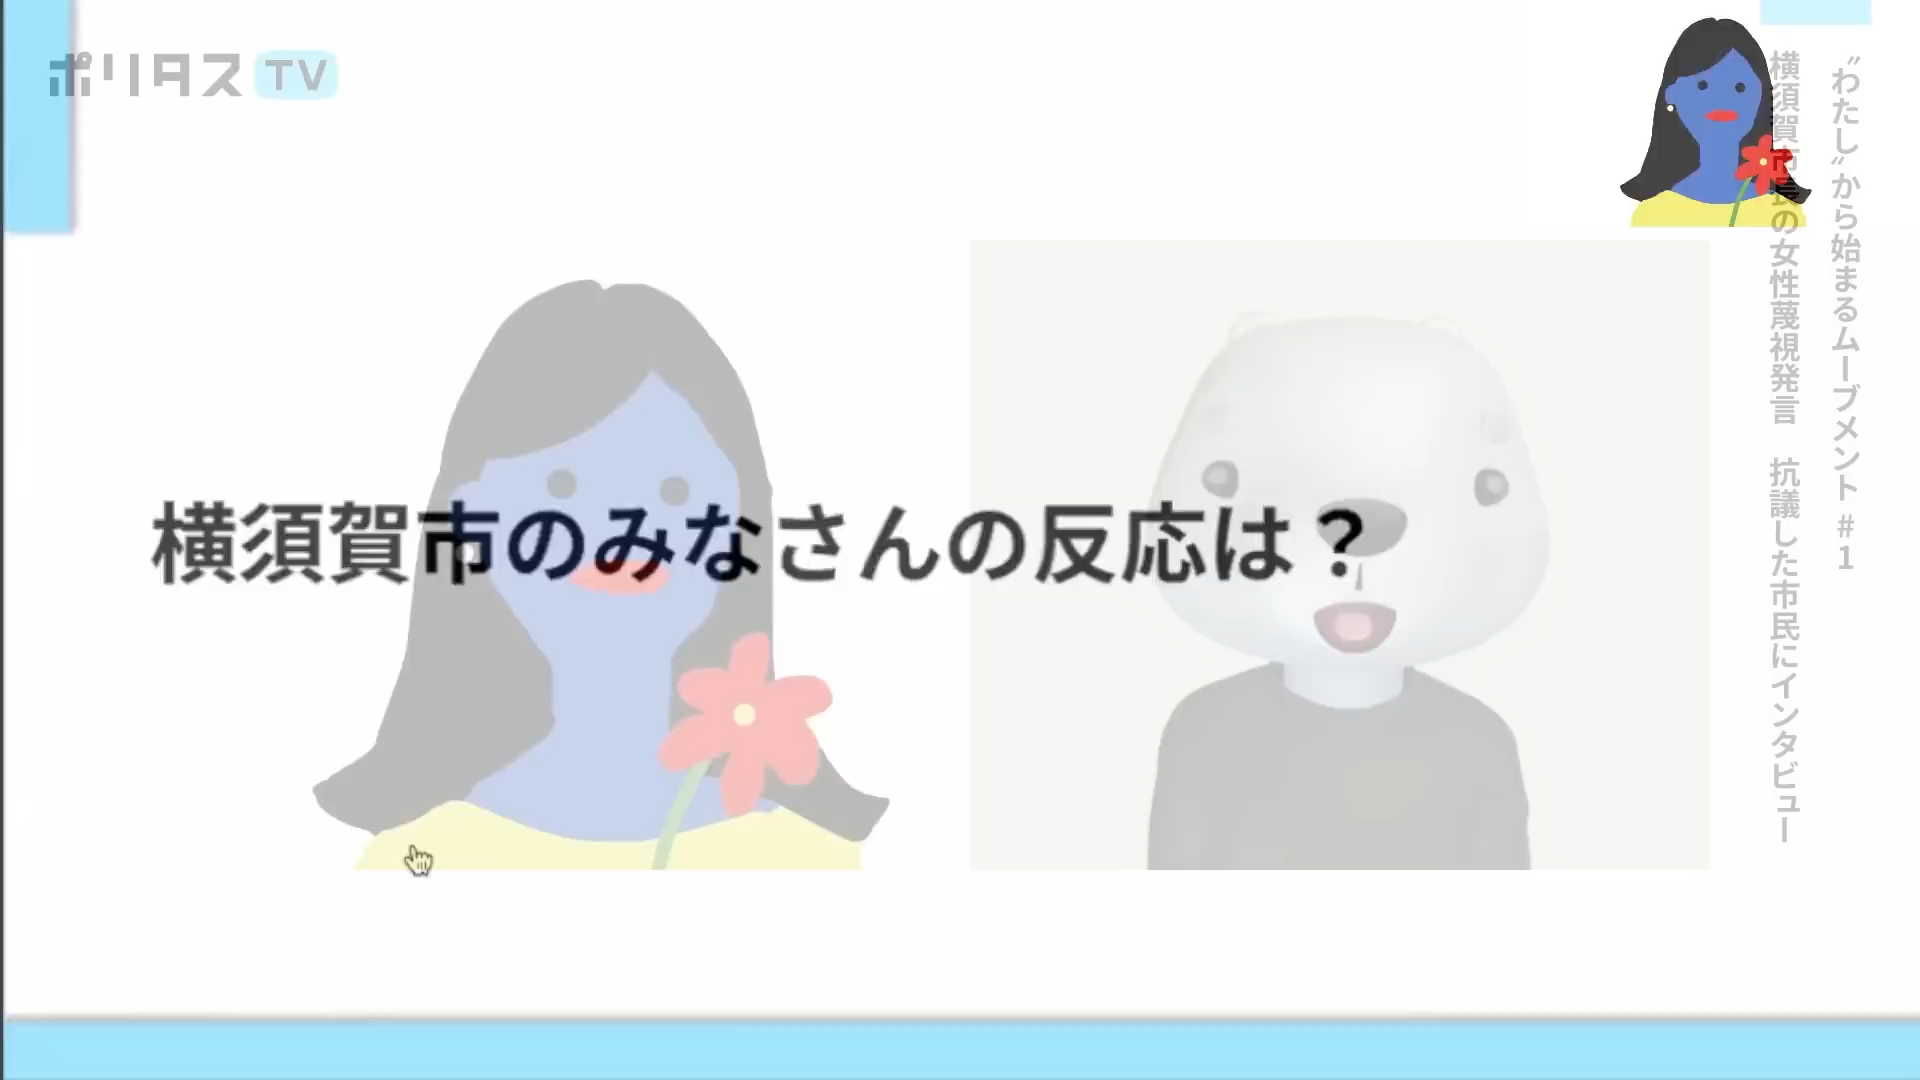 ポリタスTV
〝わたし〟から始まるムーブメント #1
横須賀市長の女性蔑視発言 抗議した市民にインタビュー
横須賀市のみなさんの反応は？